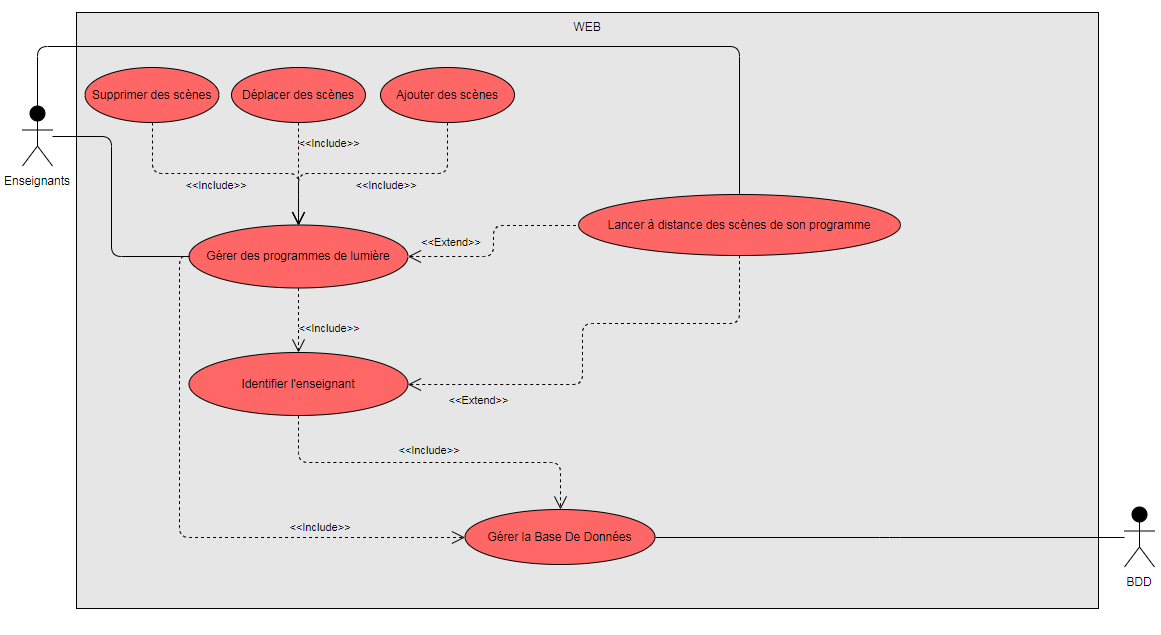 WEB
Supprimer des scènes
Déplacer des scènes
Ajouter des scènes
<<Include>>
Enseignants
<<Include>>
<<Include>>
Lancer à distance des scènes de son programme
<<Extend>>
Gérer des programmes de lumière
<<Include>>
Identifier l'enseignant
<<Extend>>
<<Include>>
<<Include>>
Gérer la Base De Données
BDD